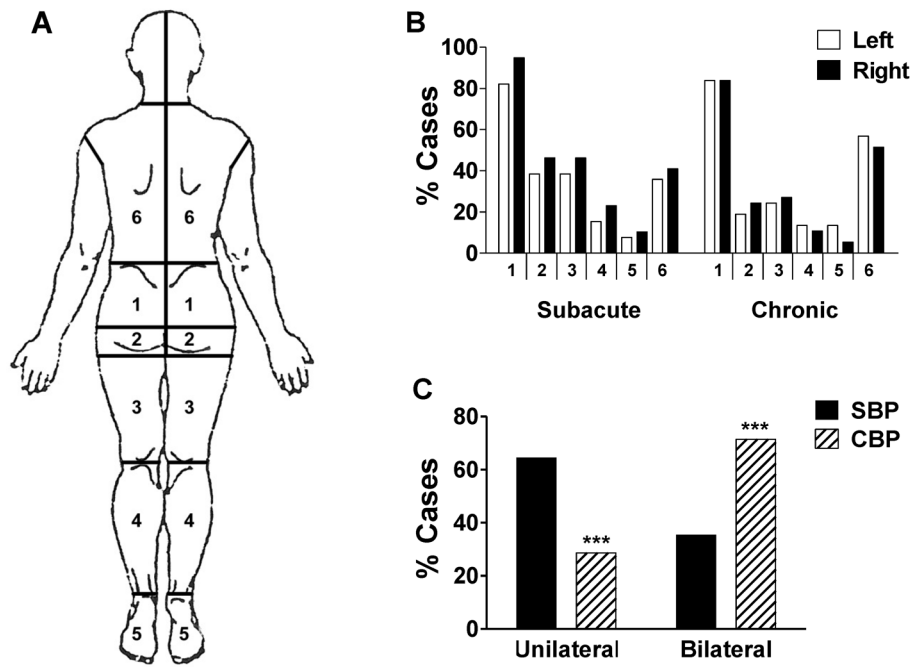 A
6 6
1 1
2 2
3 3
4 4
5 5
B
Left
Right
% Cases
100
80
60
40
20
0
1 2 3 4 5 6 1 2 3 4 5 6
Subacute Chronic
C
SBP
CBP
% Cases
80
60
40
20
0
***
***
Unilateral Bilateral